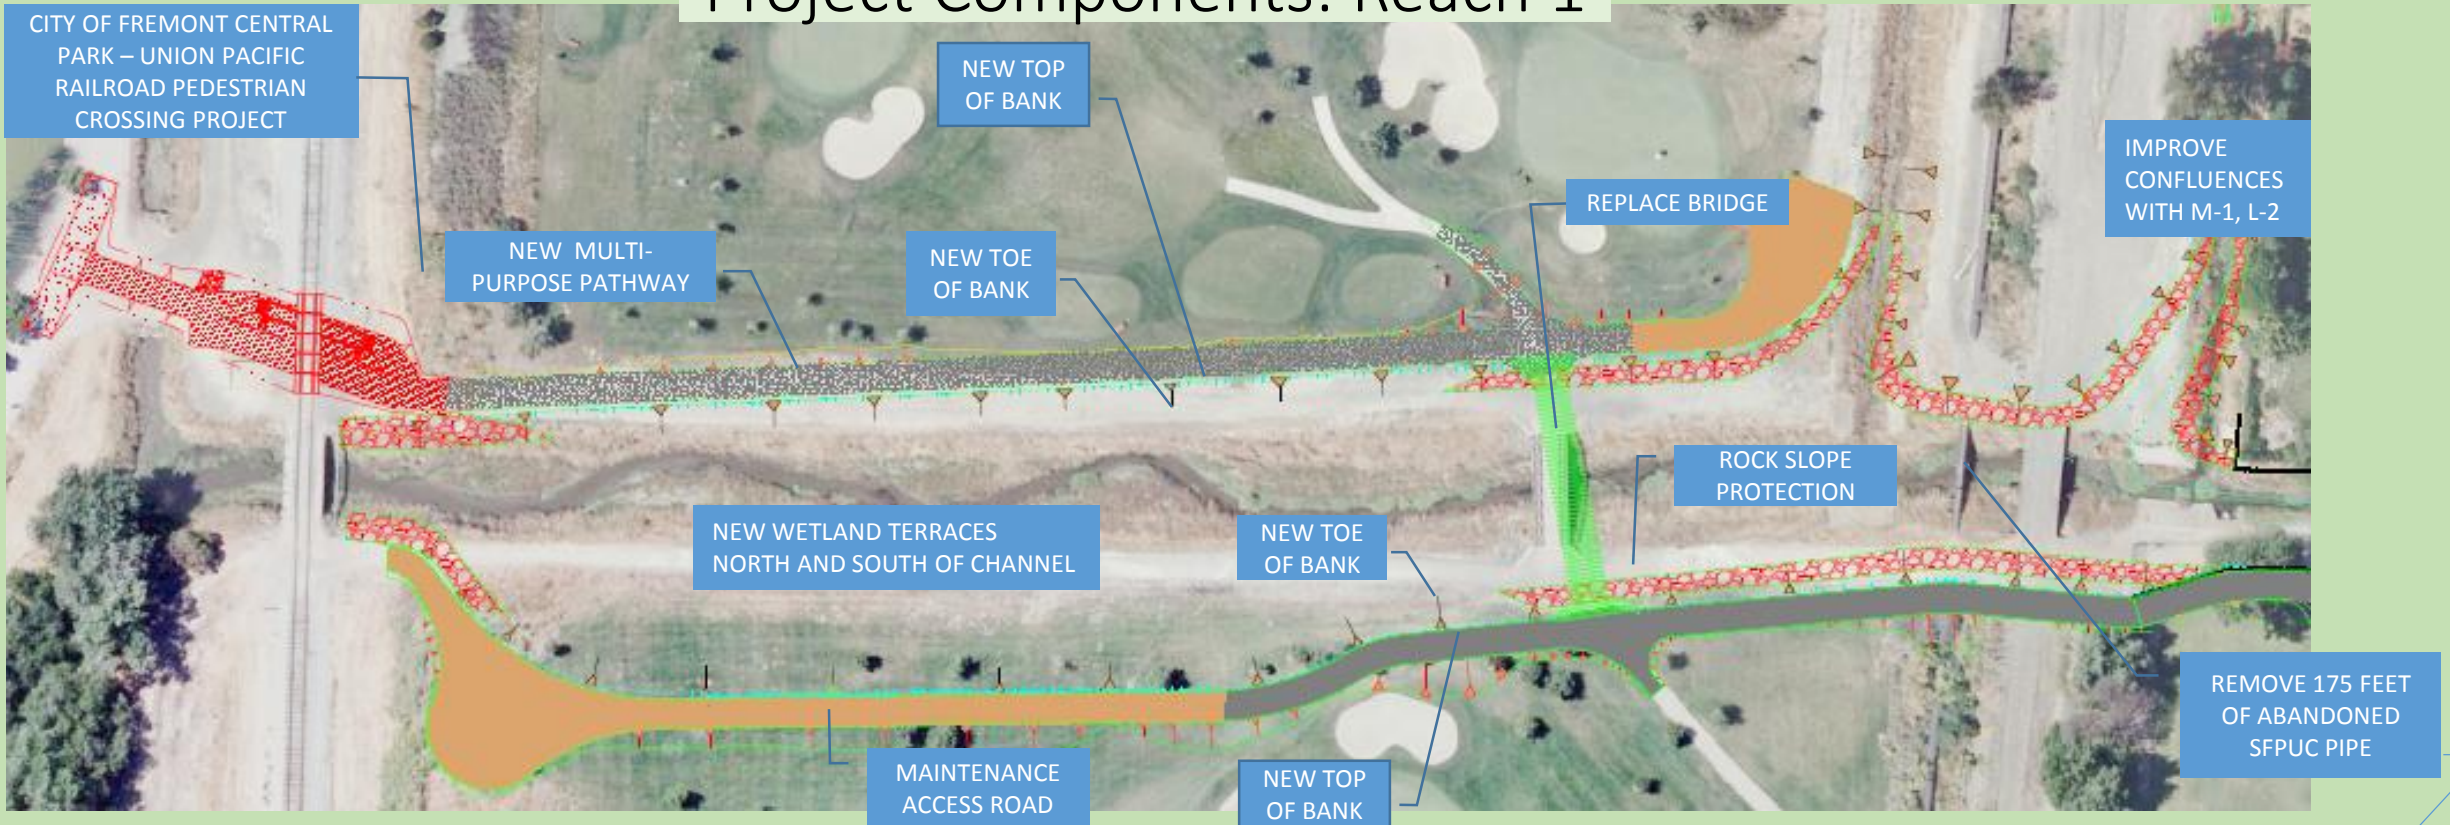 Project Components: Reach 1
CITY OF FREMONT CENTRAL
PARK – UNION PACIFIC
RAILROAD PEDESTRIAN
CROSSING PROJECT
NEW TOP
OF BANK
IMPROVE
CONFLUENCES
WITH M-1, L-2
REPLACE BRIDGE
NEW MULTI-
PURPOSE PATHWAY
NEW TOE
OF BANK
ROCK SLOPE
PROTECTION
NEW WETLAND TERRACES
NORTH AND SOUTH OF CHANNEL
NEW TOE
OF BANK
REMOVE 175 FEET
OF ABANDONED
SFPUC PIPE
MAINTENANCE
ACCESS ROAD
NEW TOP
OF BANK